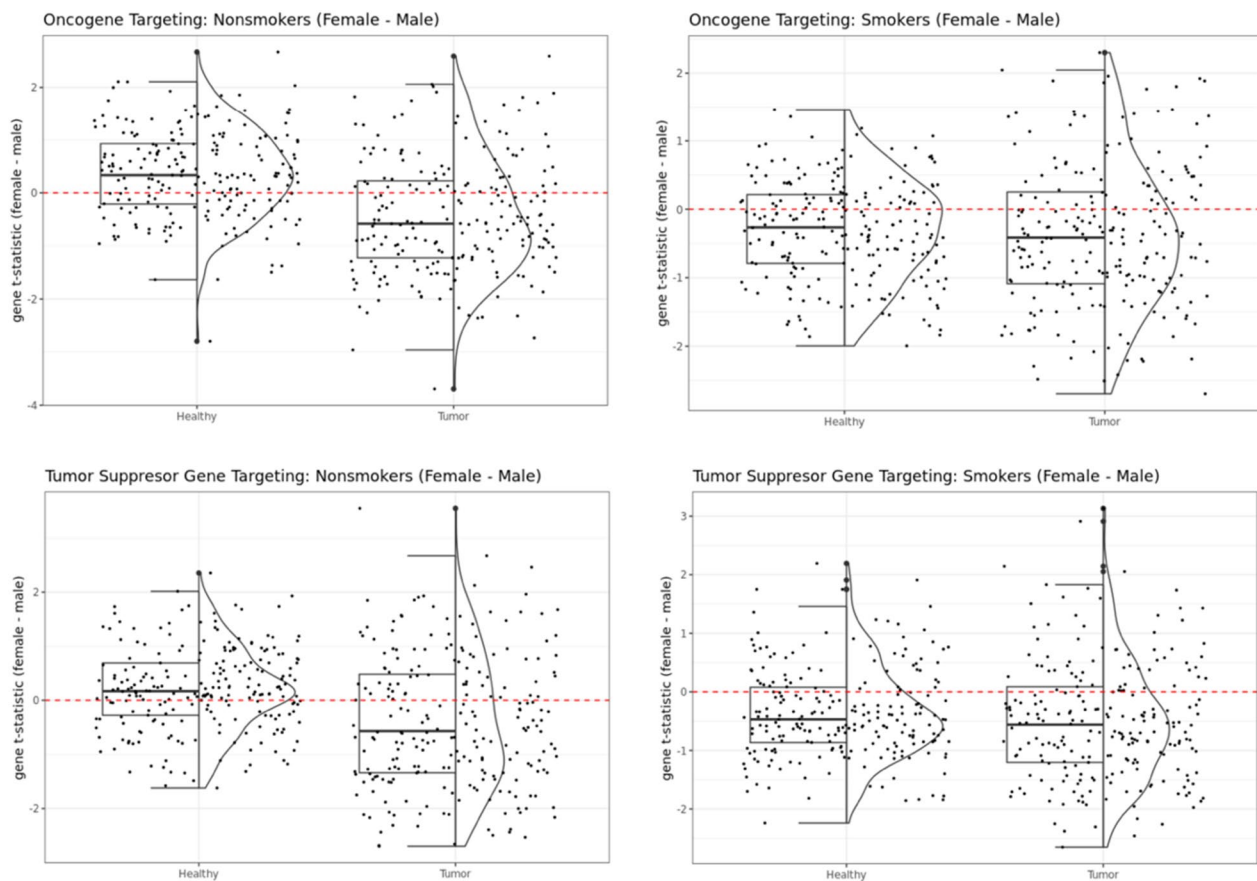 Oncogene Targeting: Nonsmokers (Female - Male)
gene t-statistic (female - male)
2
0
-2
-4
Healthy
Tumor
Oncogene Targeting: Smokers (Female - Male)
gene t-statistic (female - male)
2
1
0
-1
-2
Healthy
Tumor
Tumor Suppresor Gene Targeting: Nonsmokers (Female - Male)
gene t-statistic (female - male)
2
0
-2
Healthy
Tumor
Tumor Suppresor Gene Targeting: Smokers (Female - Male)
gene t-statistic (female - male)
3
2
1
0
-1
-2
Healthy
Tumor